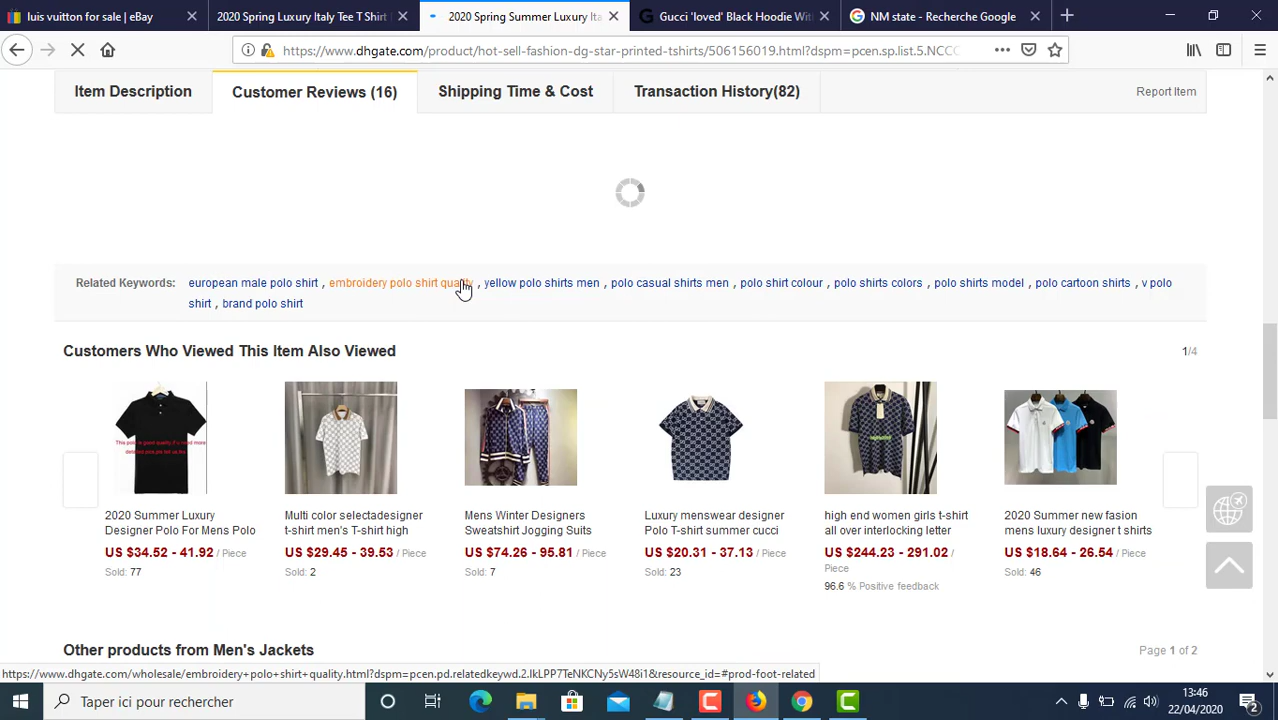 luis vuitton for sale | eBay
2020 Spring Luxury Italy Tee T Shirt
2020 Spring Summer Luxury Ita
Gucci 'loved' Black Hoodie With
NM state - Recherche Google
https://www.dhgate.com/product/hot-sell-fashion-dg-star-printed-tshirts/506156019.html?dspm=pcen.sp.list.5.NCCC
Item Description
Customer Reviews (16)
Shipping Time & Cost
Transaction History(82)
Report Item
Related Keywords: european male polo shirt , embroidery polo shirt quality , yellow polo shirts men , polo casual shirts men , polo shirt colour , polo shirts colors , polo shirts model , polo cartoon shirts , v polo
shirt , brand polo shirt
Customers Who Viewed This Item Also Viewed
1/4
2020 Summer Luxury
Designer Polo For Mens Polo
US $34.52 - 41.92 / Piece
Sold: 77
Multi color selectadesigner
t-shirt men's T-shirt high
US $29.45 - 39.53 / Piece
Sold: 2
Mens Winter Designers
Sweatshirt Jogging Suits
US $74.26 - 95.81 / Piece
Sold: 7
Luxury menswear designer
Polo T-shirt summer cucci
US $20.31 - 37.13 / Piece
Sold: 23
high end women girls t-shirt
all over interlocking letter
US $244.23 - 291.02 /
Piece
96.6 % Positive feedback
2020 Summer new fasion
mens luxury designer t shirts
US $18.64 - 26.54 / Piece
Sold: 46
Other products from Men's Jackets
Page 1 of 2
https://www.dhgate.com/wholesale/embroidery+polo+shirt+quality.html?dspm=pcen.pd.relatedkeywd.2.IkLPP7TeNKCNy5sW48i1&resource_id=#prod-foot-related
Taper ici pour rechercher
13:46
22/04/2020
2